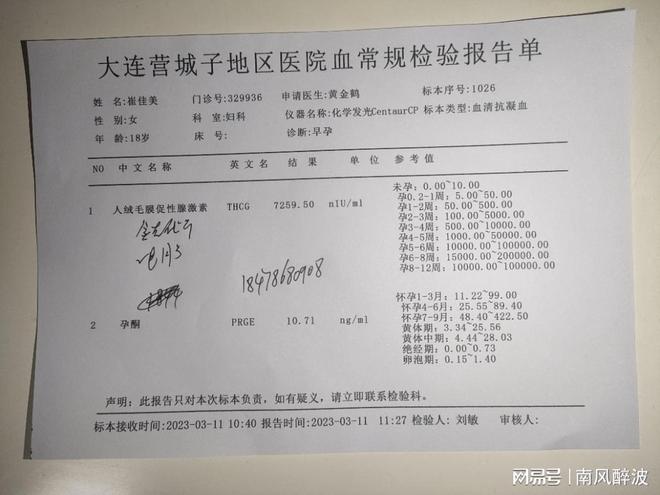 大连营城子地区医院血常规检验报告单
姓 名:崔佳美 门诊号:329936 申请医生:黄金鹤 标本序号:1026
性 别:女 科 室:妇科 仪器名称:化学发光CentaurCP 标本类型:血清抗凝血
年 龄:18岁 床 号: 诊断:早孕
NO 中文名称 英文名 结果 单位 参考值
1 人绒毛膜促性腺激素 THCG 7259.50 nIU/ml
未孕: 0.00~10.00
孕0.2-1周: 5.00~50.00
孕1-2周: 50.00~500.00
孕2-3周: 100.00~5000.00
孕3-4周: 500.00~10000.00
孕4-5周: 1000.00~50000.00
孕5-6周: 10000.00~100000.00
孕6-8周: 15000.00~200000.00
孕8-12周: 10000.00~100000.00
18478680908
2 孕酮 PRGE 10.71 ng/ml
怀孕1-3月: 11.22~99.00
怀孕4-6月: 25.55~89.40
怀孕7-9月: 48.40~422.50
黄体期: 3.34~25.56
黄体中期: 4.44~28.03
绝经期: 0.00~0.73
卵泡期: 0.15~1.40
声明: 此报告只对本次标本负责,如有疑义,请立即联系检验科。
标本接收时间:2023-03-11 10:40 报告时间:2023-03-11 11:27 检验人: 刘敏 审核人:
网易号 | 南风醉波